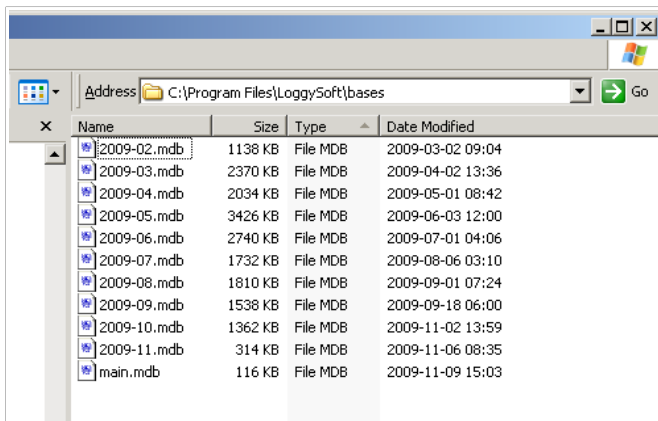 Address C:\Program Files\LoggySoft\bases Go
Name Size Type Date Modified
2009-02.mdb 1138 KB File MDB 2009-03-02 09:04
2009-03.mdb 2370 KB File MDB 2009-04-02 13:36
2009-04.mdb 2034 KB File MDB 2009-05-01 08:42
2009-05.mdb 3426 KB File MDB 2009-06-03 12:00
2009-06.mdb 2740 KB File MDB 2009-07-01 04:06
2009-07.mdb 1732 KB File MDB 2009-08-06 03:10
2009-08.mdb 1810 KB File MDB 2009-09-01 07:24
2009-09.mdb 1538 KB File MDB 2009-09-18 06:00
2009-10.mdb 1362 KB File MDB 2009-11-02 13:59
2009-11.mdb 314 KB File MDB 2009-11-06 08:35
main.mdb 116 KB File MDB 2009-11-09 15:03